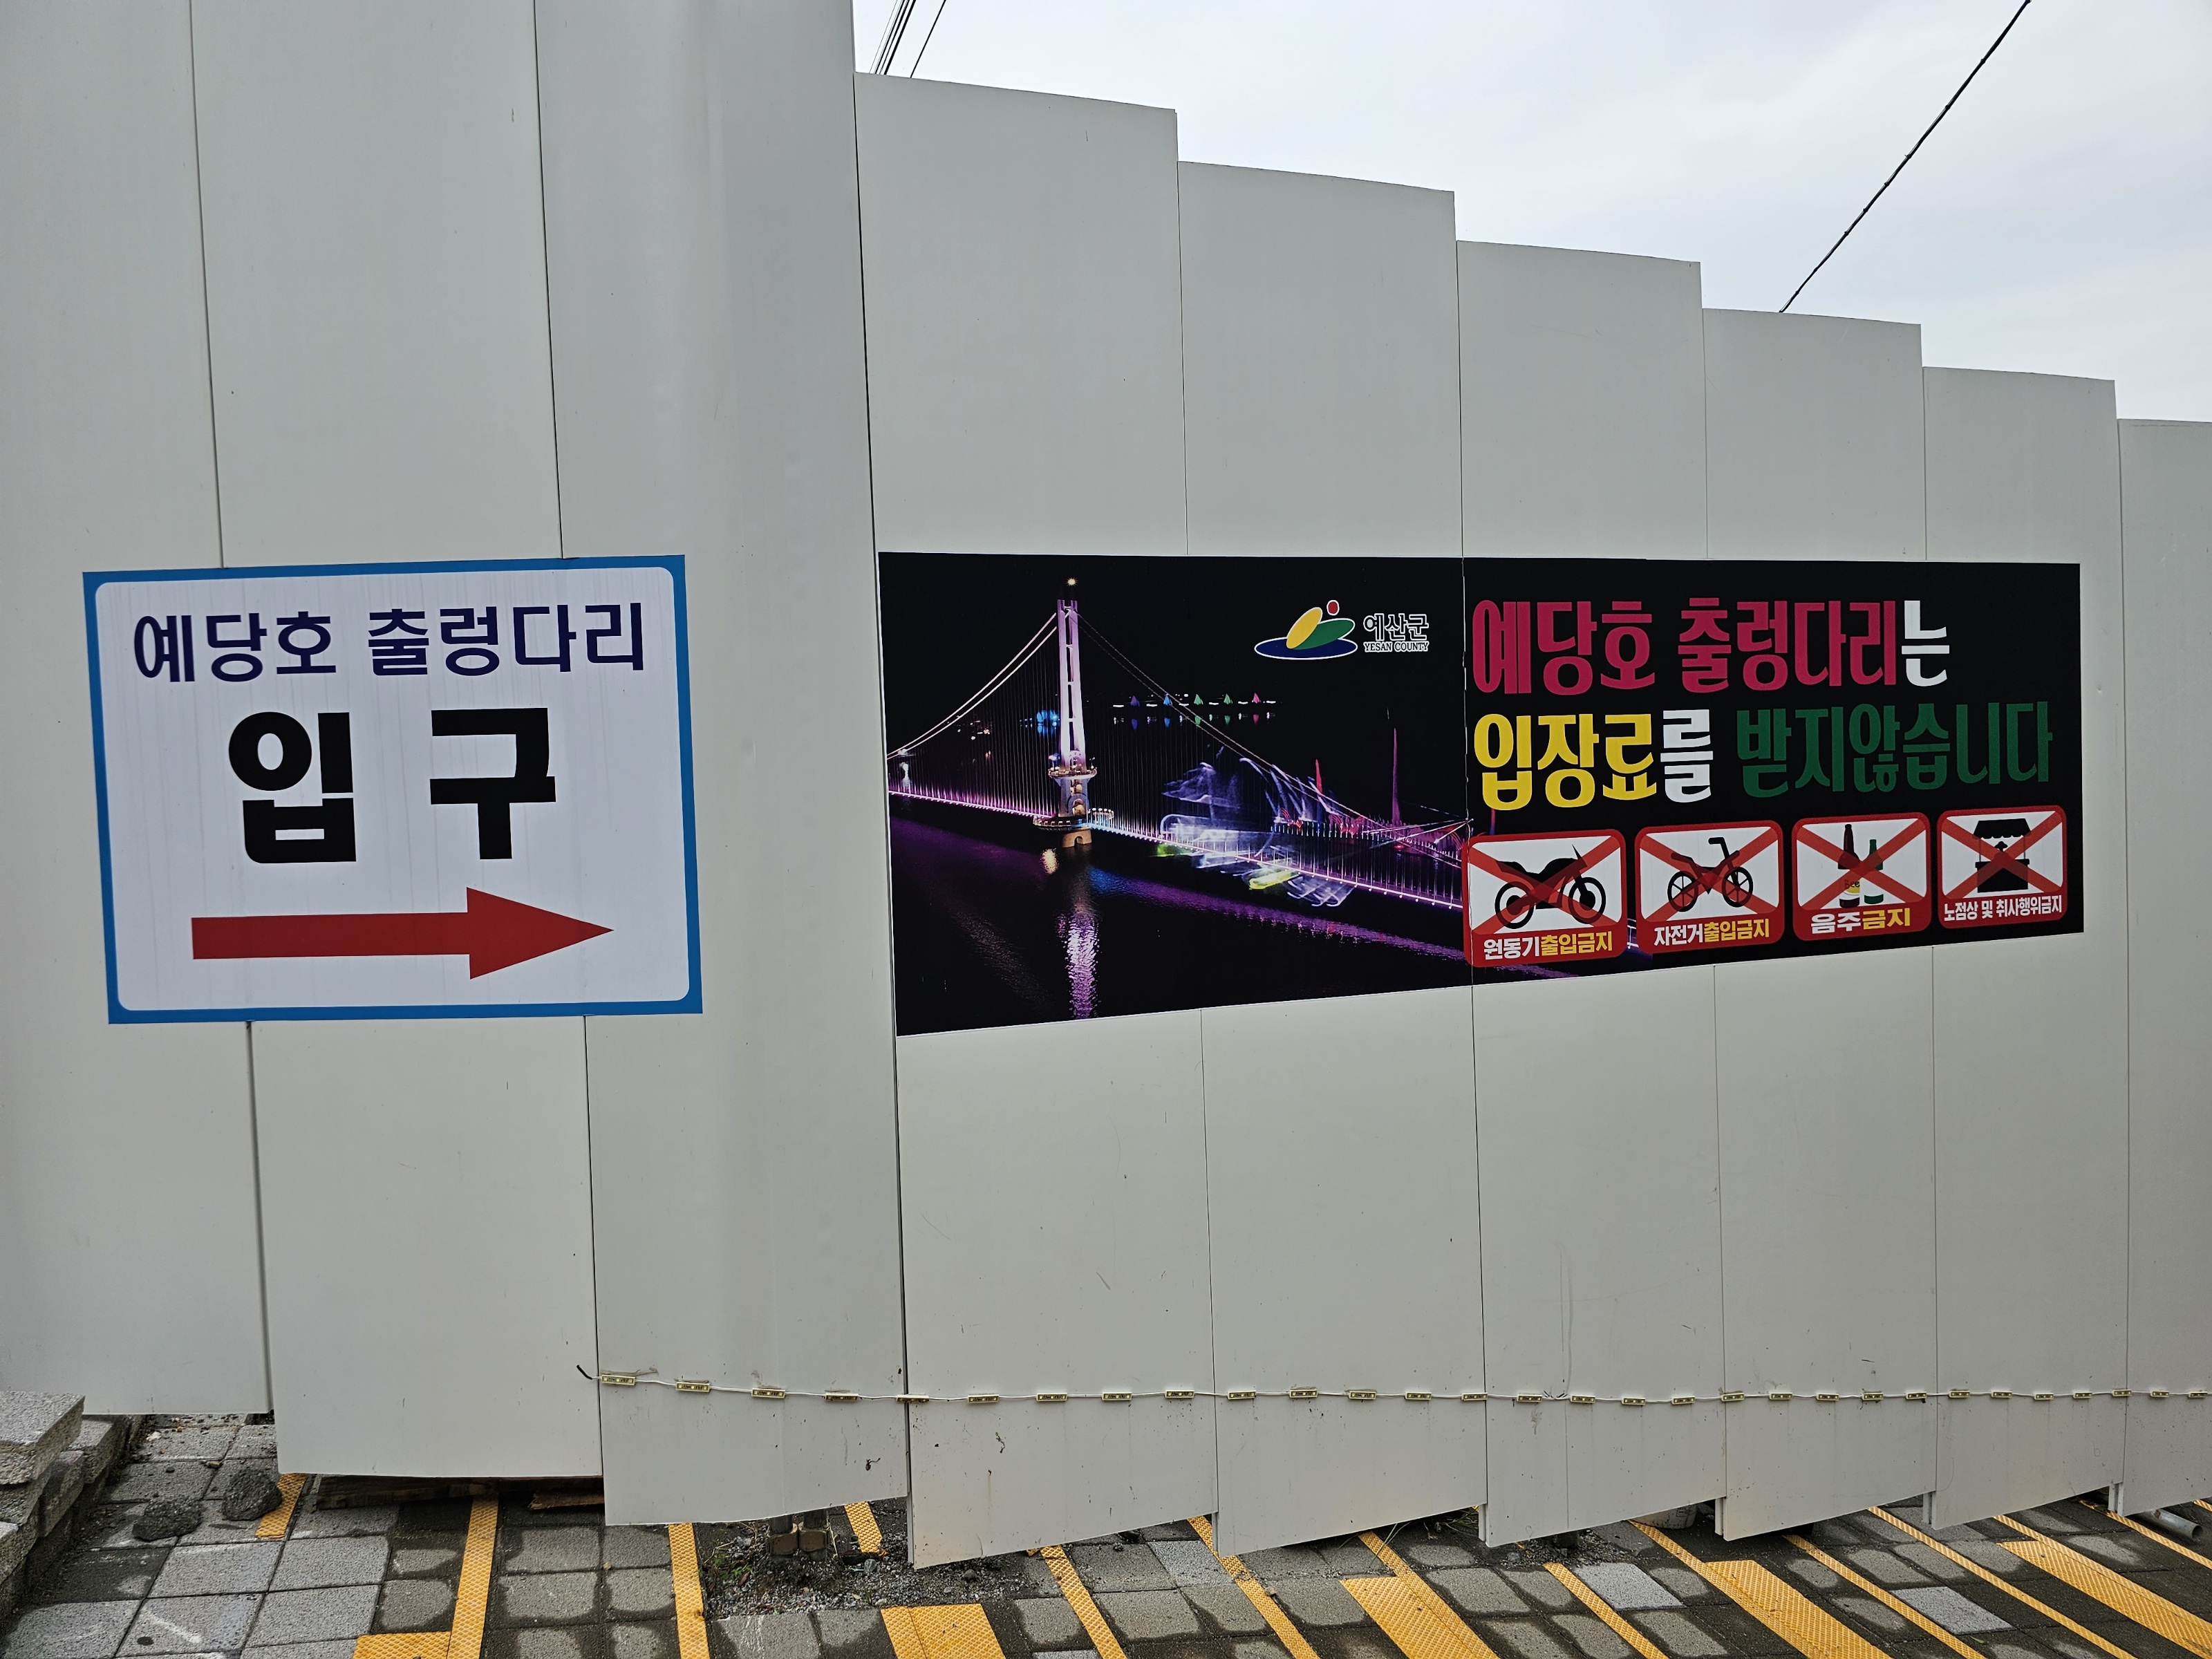 예당호 출렁다리
입구
예산군
YESAN COUNTY
예당호 출렁다리는
입장료를 받지않습니다
원동기출입금지
자전거출입금지
음주금지
노점상 및 취사행위금지